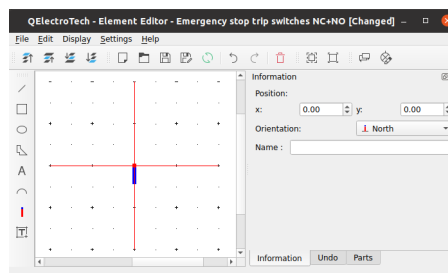 QElectroTech - Element Editor - Emergency stop trip switches NC+NO [Changed]
File Edit Display Settings Help
Information
Position:
x: 0.00 y: 0.00
Orientation: North
Name :
A
T
Information Undo Parts